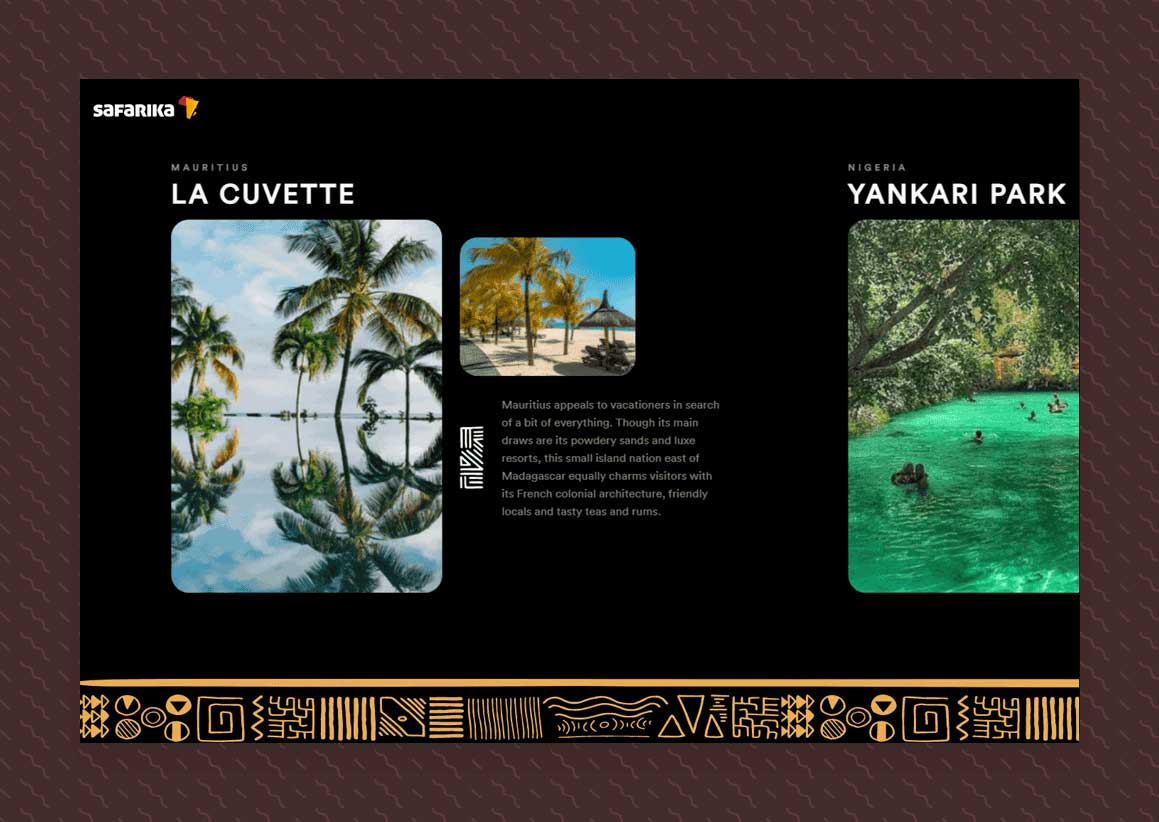 SAFARIKA
MAURITIUS
LA CUVETTE
Mauritius appeals to vacationers in search
of a bit of everything. Though its main
draws are its powdery sands and luxe
resorts, this small island nation east of
Madagascar equally charms visitors with
its French colonial architecture, friendly
locals and tasty teas and rums.
NIGERIA
YANKARI PARK